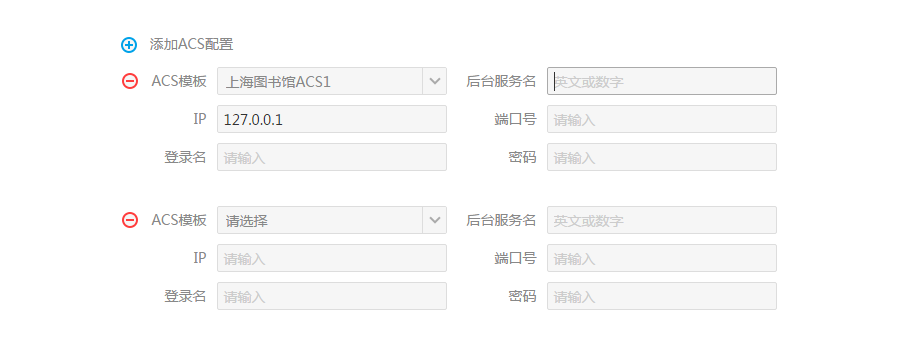 添加ACS配置
ACS模板 上海图书馆ACS1 后台服务名 英文或数字
IP 127.0.0.1 端口号 请输入
登录名 请输入 密码 请输入
ACS模板 请选择 后台服务名 英文或数字
IP 请输入 端口号 请输入
登录名 请输入 密码 请输入